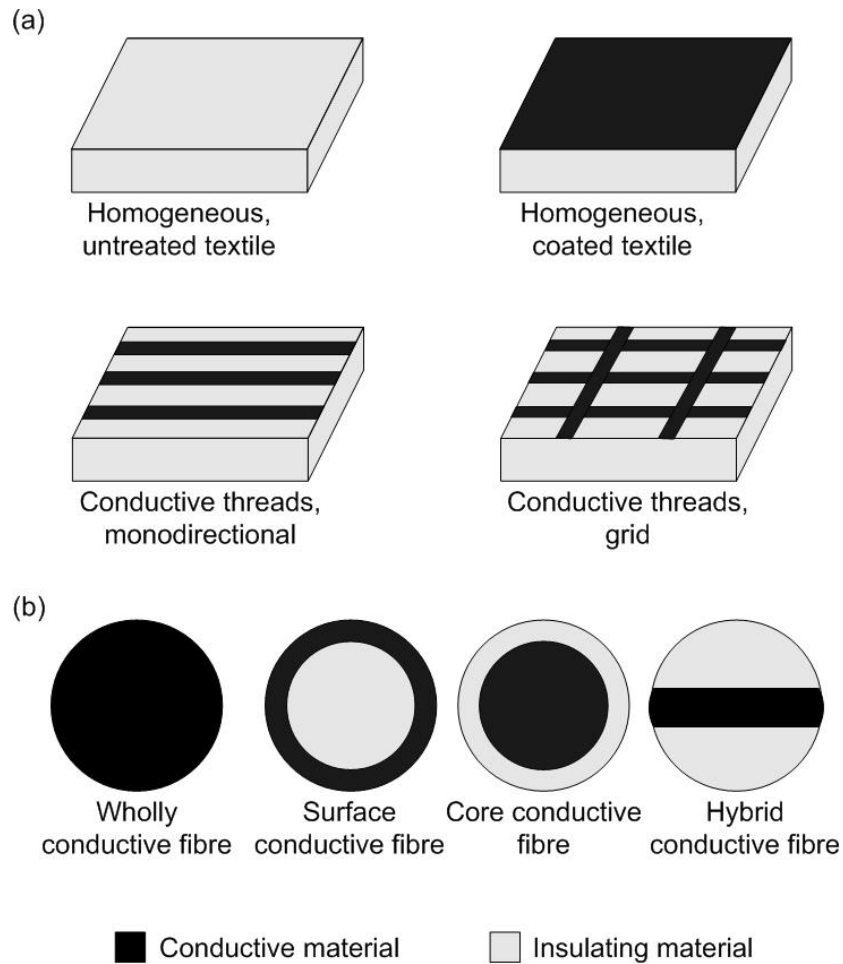 (a)
Homogeneous,
untreated textile
Homogeneous,
coated textile
Conductive threads,
monodirectional
Conductive threads,
grid
(b)
Wholly
conductive fibre
Surface
conductive fibre
Core conductive
fibre
Hybrid
conductive fibre
Conductive material
Insulating material